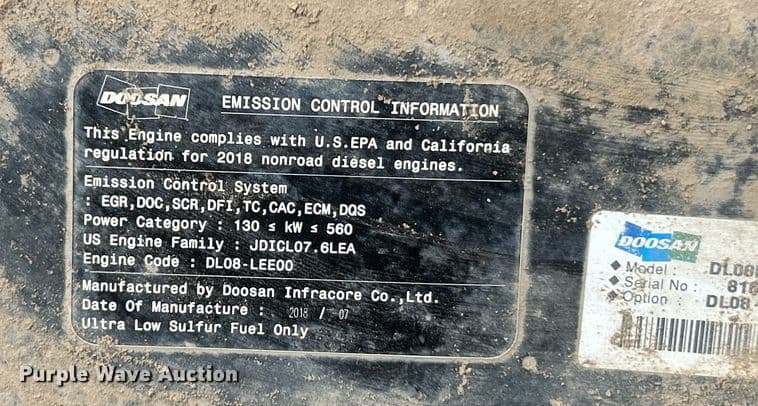 DOOSAN
EMISSION CONTROL INFORMATION
This Engine complies with U.S.EPA and California
regulation for 2018 nonroad diesel engines.
Emission Control System
: EGR,DOC,SCR,DFI,TC,CAC,ECM,DQS
Power Category : 130 ≤ kW ≤ 560
US Engine Family : JDICL07.6LEA
Engine Code : DL08-LEE00
Manufactured by Doosan Infracore Co.,Ltd.
Date Of Manufacture : 2018 / 07
Ultra Low Sulfur Fuel Only
DOOSAN
Model : DL08
Serial No : 81
Option : DL08
Purple Wave Auction